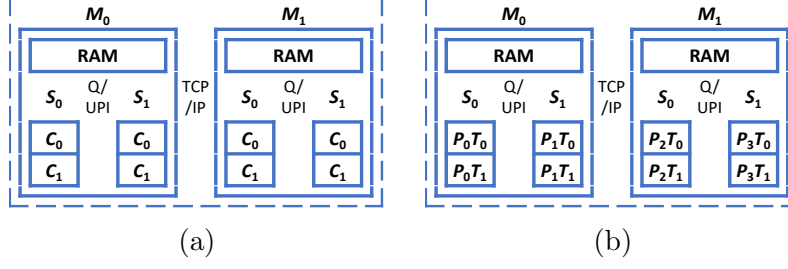 M₀ M₁ M₀ M₁
RAM RAM RAM RAM
S₀ Q/ UPI S₁ TCP /IP S₀ Q/ UPI S₁ S₀ Q/ UPI S₁ TCP /IP S₀ Q/ UPI S₁
C₀ C₀ C₀ C₀ P₀T₀ P₁T₀ P₂T₀ P₃T₀
C₁ C₁ C₁ C₁ P₀T₁ P₁T₁ P₂T₁ P₃T₁
(a) (b)